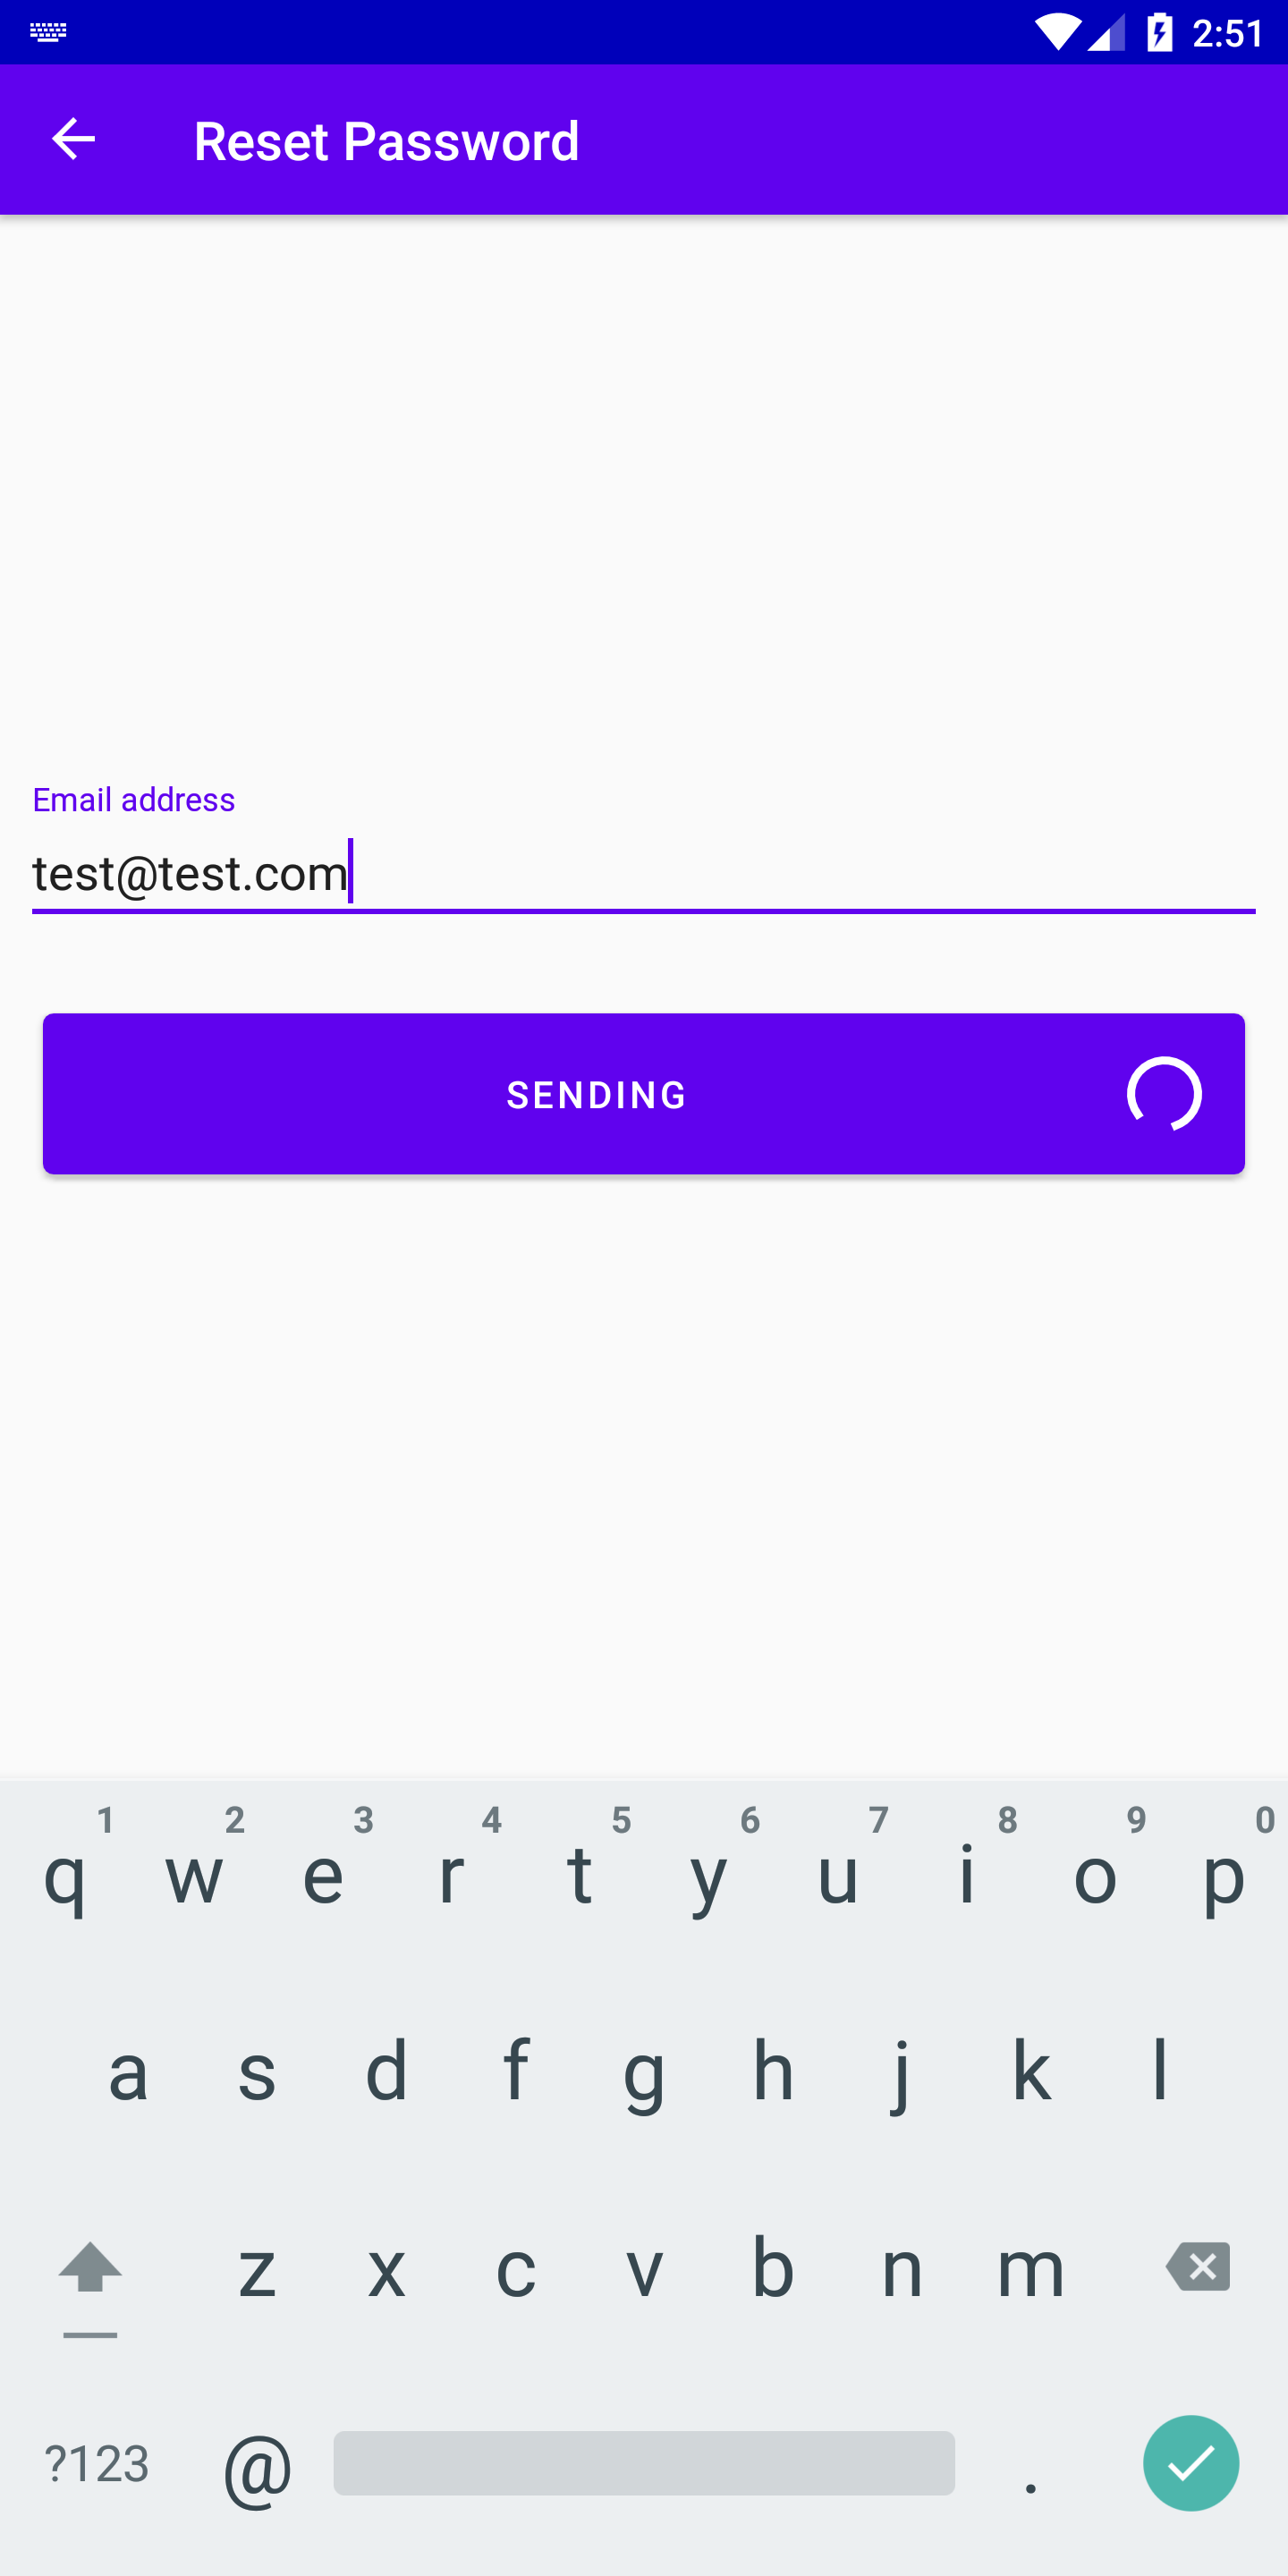 2:51
Reset Password
Email address
test@test.com
SENDING
1 2 3 4 5 6 7 8 9 0
q w e r t y u i o p
a s d f g h j k l
z x c v b n m
?123 @ .